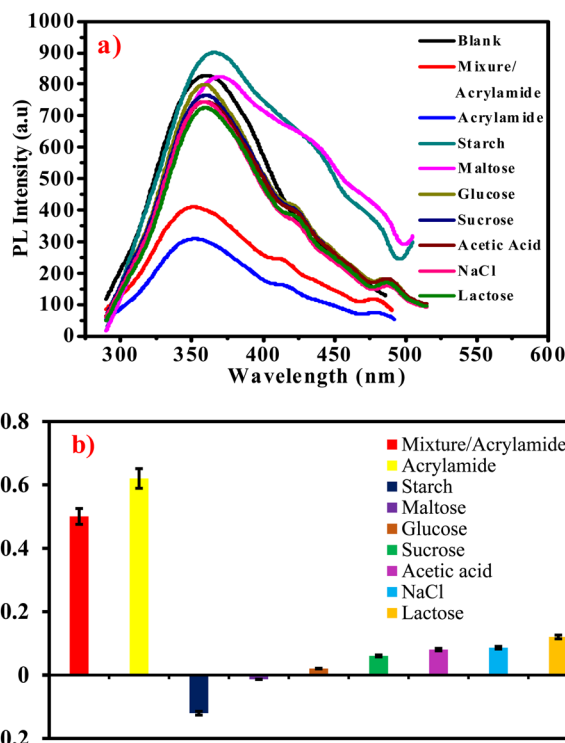 a)
1000
900
800
700
600
500
400
300
200
100
0
PL Intensity (a.u)
300
350
400
450
500
550
600
Wavelength (nm)
Blank
Mixure/
Acrylamide
Acrylamide
Starch
Maltose
Glucose
Sucrose
Acetic Acid
NaCl
Lactose
b)
0.8
0.6
0.4
0.2
0
0.2
Mixture/Acrylamide
Acrylamide
Starch
Maltose
Glucose
Sucrose
Acetic acid
NaCl
Lactose